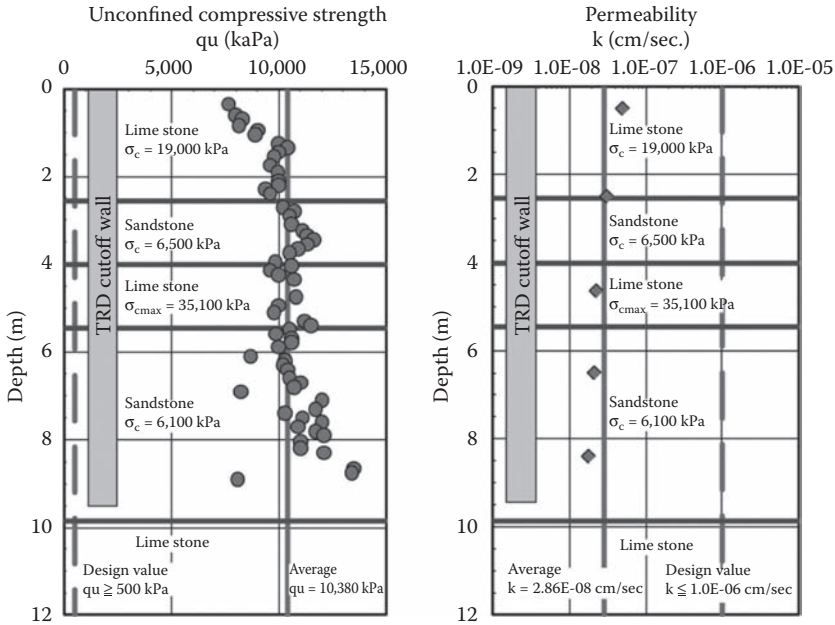 Unconfined compressive strength
qu (kaPa)
0 5,000 10,000 15,000
0
2
4
6
8
10
12
Depth (m)
TRD cutoff wall
Lime stone
σc = 19,000 kPa
Sandstone
σc = 6,500 kPa
Lime stone
σcmax = 35,100 kPa
Sandstone
σc = 6,100 kPa
Lime stone
Design value
qu ≧ 500 kPa
Average
qu = 10,380 kPa
Permeability
k (cm/sec.)
1.0E-09 1.0E-08 1.0E-07 1.0E-06 1.0E-05
0
2
4
6
8
10
12
Depth (m)
TRD cutoff wall
Lime stone
σc = 19,000 kPa
Sandstone
σc = 6,500 kPa
Lime stone
σcmax = 35,100 kPa
Sandstone
σc = 6,100 kPa
Lime stone
Average
k = 2.86E-08 cm/sec
Design value
k ≦ 1.0E-06 cm/sec